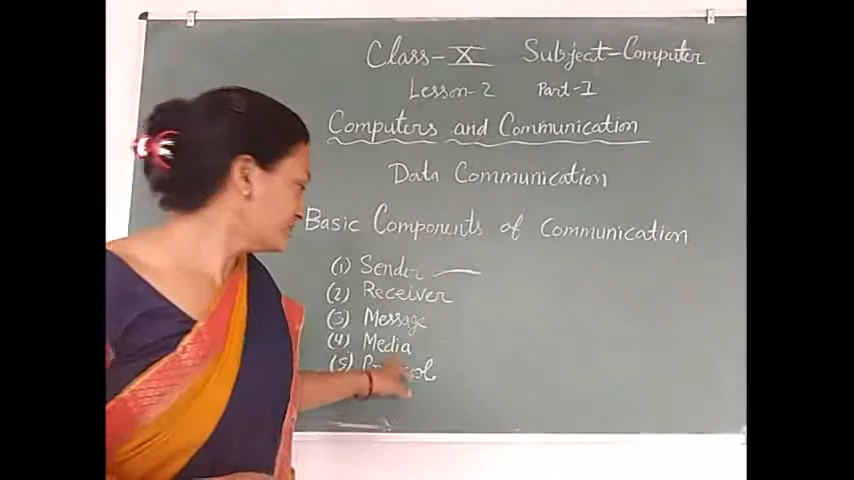 Class-X Subject-Computer
Lesson-2 Part-I
Computers and Communication
Data Communication
Basic Components of Communication
(1) Sender —
(2) Receiver
(3) Message
(4) Media
(5)